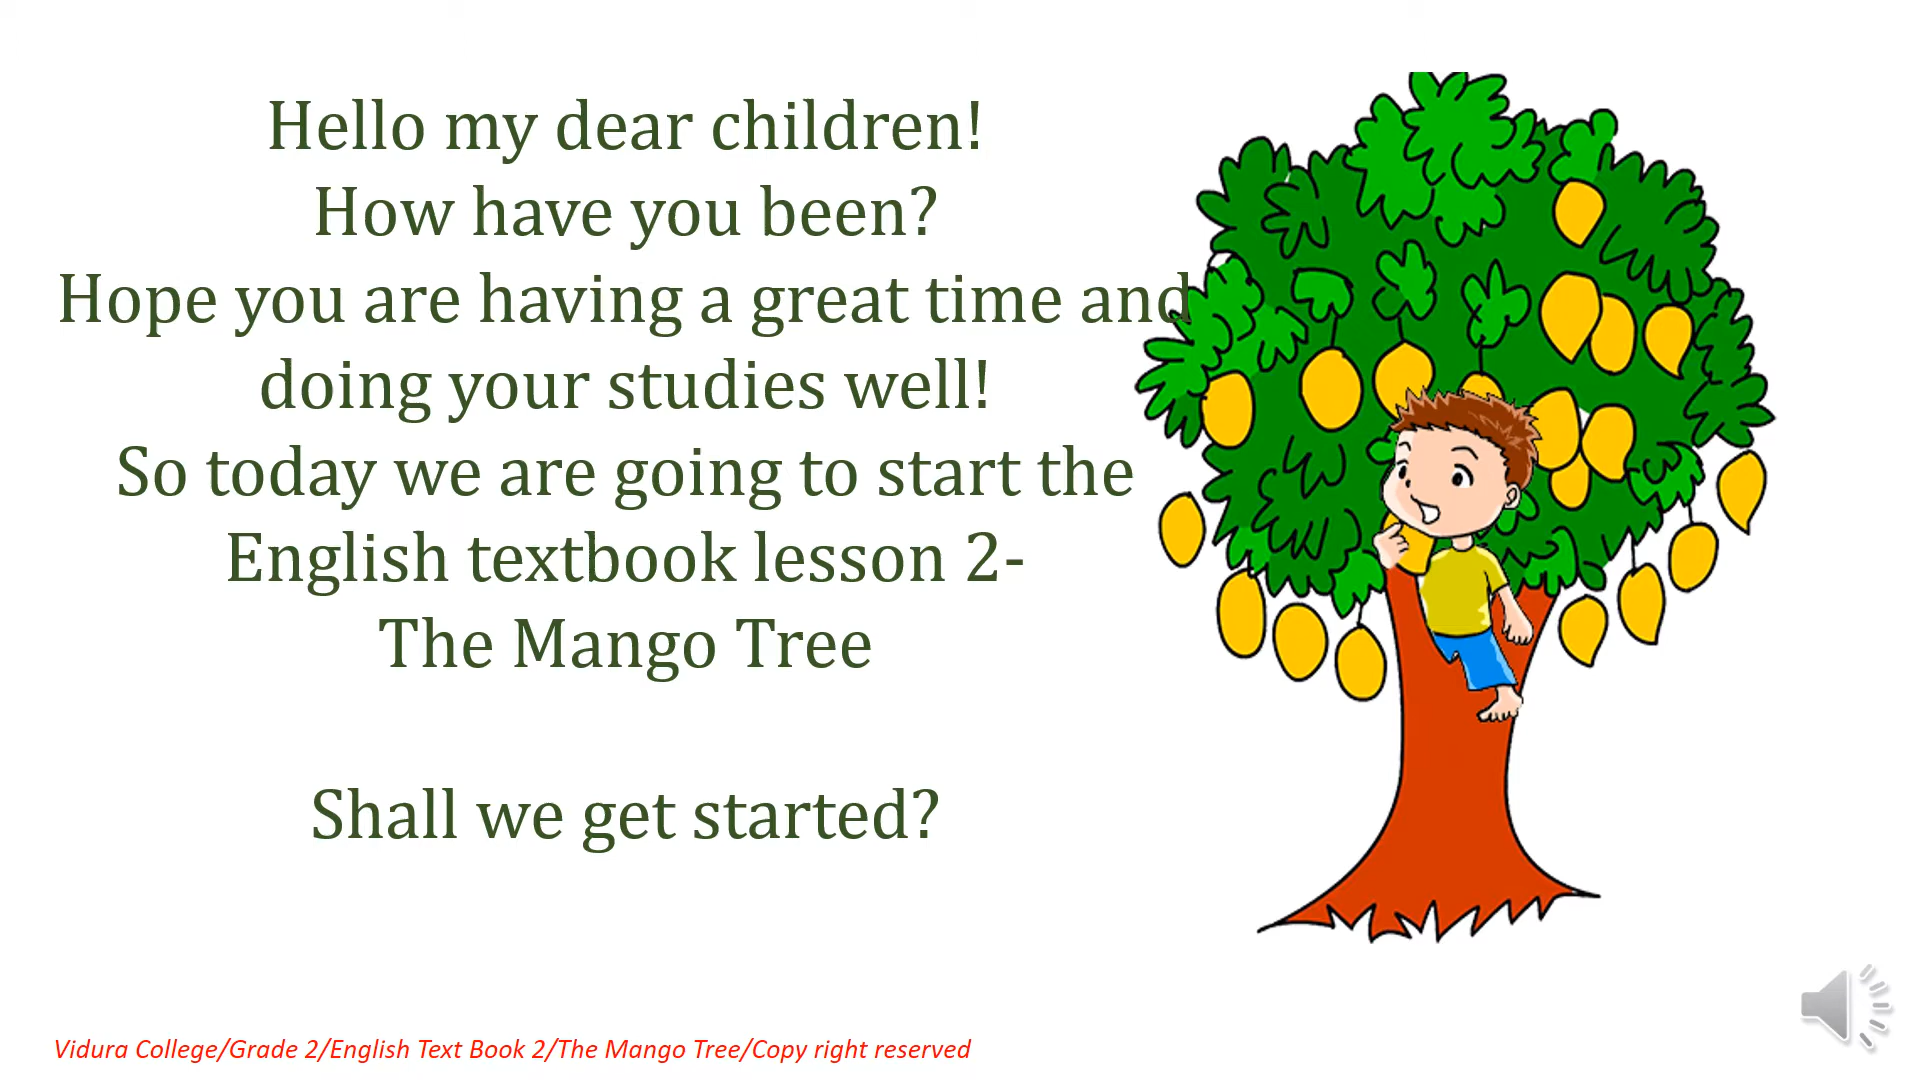 Hello my dear children!
How have you been?
Hope you are having a great time and
doing your studies well!
So today we are going to start the
English textbook lesson 2-
The Mango Tree
Shall we get started?
Vidura College/Grade 2/English Text Book 2/The Mango Tree/Copy right reserved